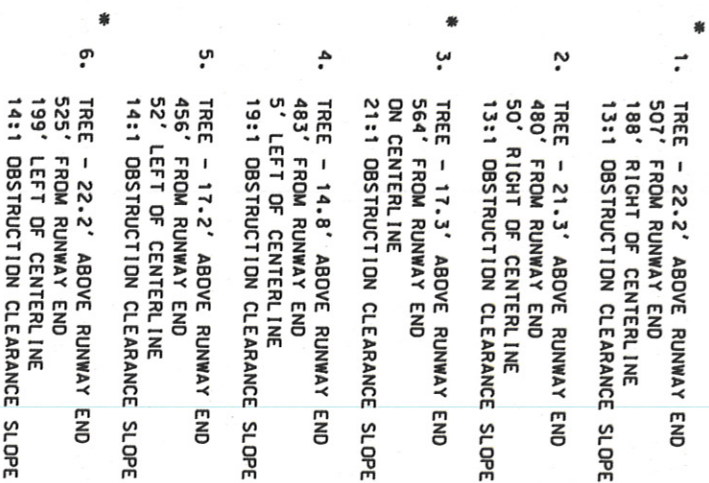 * 1. TREE - 22.2' ABOVE RUNWAY END
507' FROM RUNWAY END
188' RIGHT OF CENTERLINE
13:1 OBSTRUCTION CLEARANCE SLOPE
2. TREE - 21.3' ABOVE RUNWAY END
480' FROM RUNWAY END
50' RIGHT OF CENTERLINE
13:1 OBSTRUCTION CLEARANCE SLOPE
* 3. TREE - 17.3' ABOVE RUNWAY END
564' FROM RUNWAY END
ON CENTERLINE
21:1 OBSTRUCTION CLEARANCE SLOPE
4. TREE - 14.8' ABOVE RUNWAY END
483' FROM RUNWAY END
5' LEFT OF CENTERLINE
19:1 OBSTRUCTION CLEARANCE SLOPE
5. TREE - 17.2' ABOVE RUNWAY END
456' FROM RUNWAY END
52' LEFT OF CENTERLINE
14:1 OBSTRUCTION CLEARANCE SLOPE
* 6. TREE - 22.2' ABOVE RUNWAY END
525' FROM RUNWAY END
199' LEFT OF CENTERLINE
14:1 OBSTRUCTION CLEARANCE SLOPE